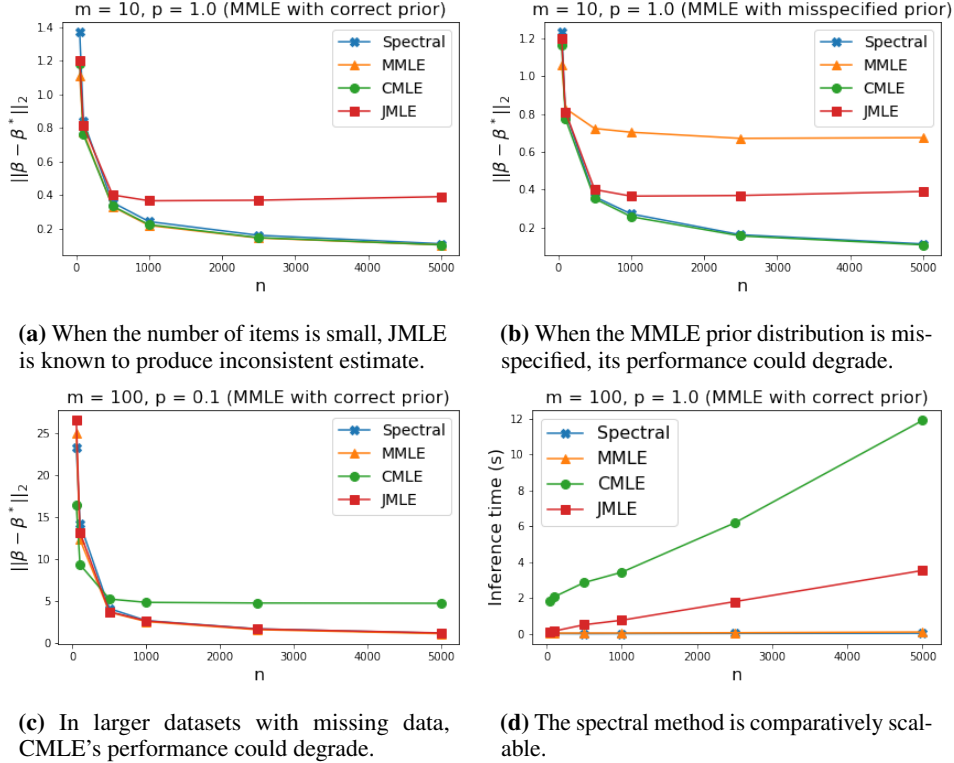 m = 10, p = 1.0 (MMLE with correct prior)
||β − β*||₂
1.4
1.2
1.0
0.8
0.6
0.4
0.2
0
1000
2000
3000
4000
5000
n
Spectral
MMLE
CMLE
JMLE
(a) When the number of items is small, JMLE
is known to produce inconsistent estimate.
m = 10, p = 1.0 (MMLE with misspecified prior)
||β − β*||₂
1.2
1.0
0.8
0.6
0.4
0.2
0
1000
2000
3000
4000
5000
n
Spectral
MMLE
CMLE
JMLE
(b) When the MMLE prior distribution is mis-
specified, its performance could degrade.
m = 100, p = 0.1 (MMLE with correct prior)
||β − β*||₂
25
20
15
10
5
0
0
1000
2000
3000
4000
5000
n
Spectral
MMLE
CMLE
JMLE
(c) In larger datasets with missing data,
CMLE's performance could degrade.
m = 100, p = 1.0 (MMLE with correct prior)
Inference time (s)
12
10
8
6
4
2
0
0
1000
2000
3000
4000
5000
n
Spectral
MMLE
CMLE
JMLE
(d) The spectral method is comparatively scal-
able.